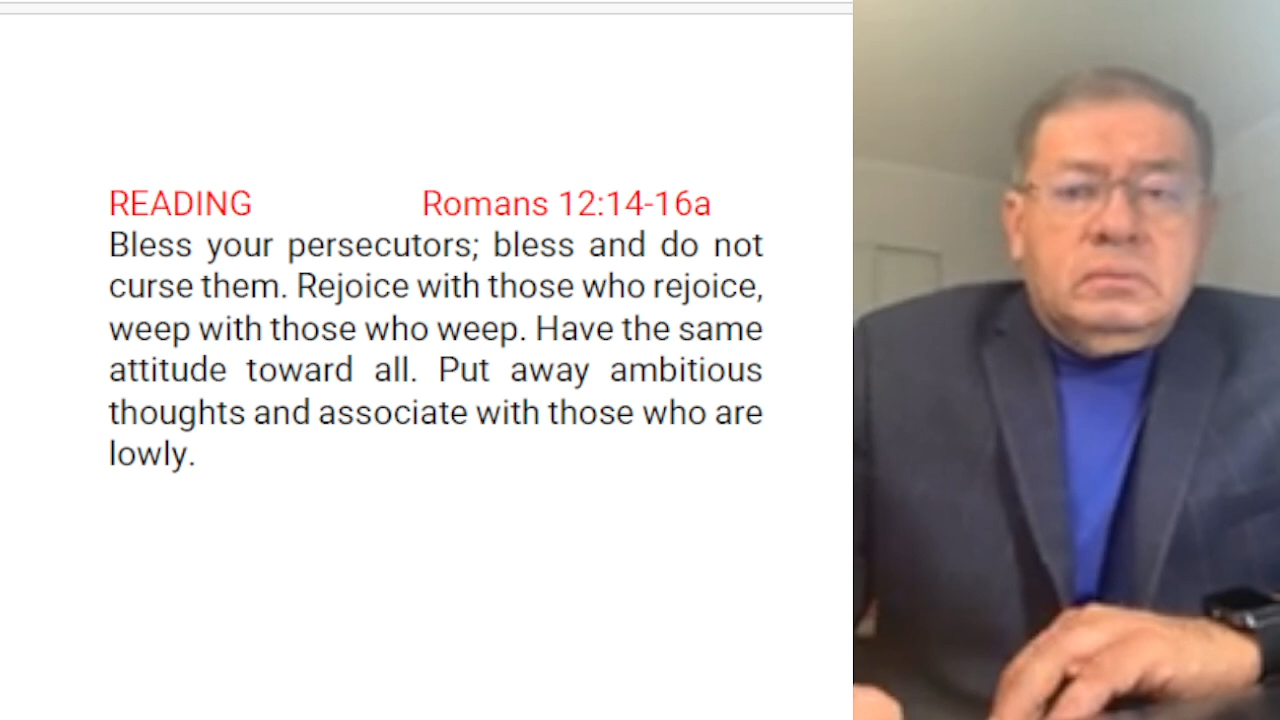 READING Romans 12:14-16a
Bless your persecutors; bless and do not
curse them. Rejoice with those who rejoice,
weep with those who weep. Have the same
attitude toward all. Put away ambitious
thoughts and associate with those who are
lowly.